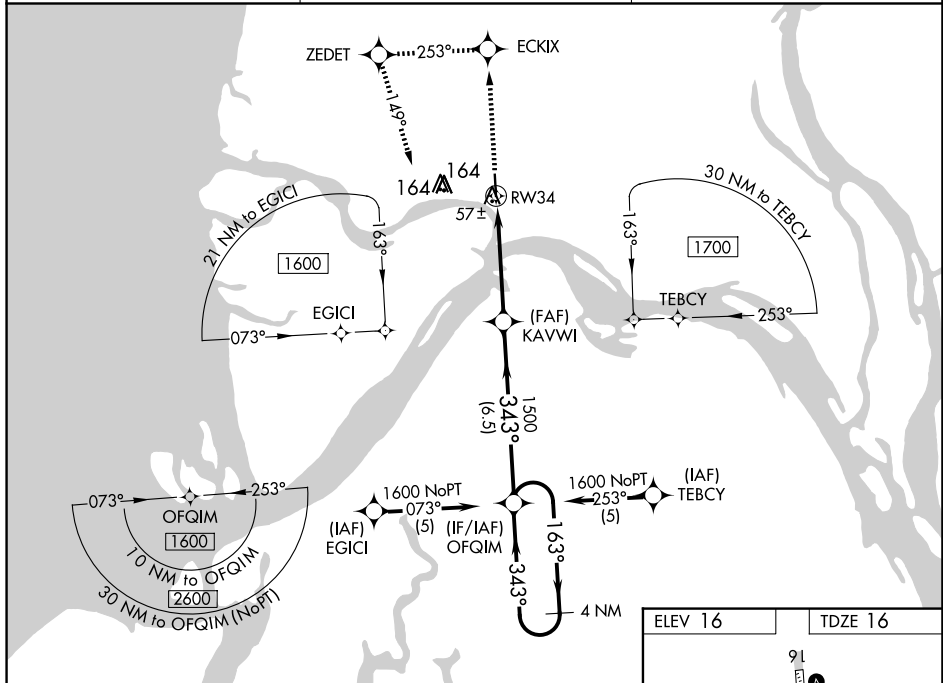 ZEDET
253°
ECKIX
149°
164
164
RW34
57±
21 NM to EGICI
163°
1600
EGICI
073°
30 NM to TEBCY
163°
1700
TEBCY
253°
(FAF)
KAVWI
1500
343°
(6.5)
073°
253°
OFQIM
1600
10 NM to OFQIM
2600
30 NM to OFQIM (NoPT)
1600 NoPT
073°
(5)
(IAF)
EGICI
(IF/IAF)
OFQIM
1600 NoPT
253°
(5)
(IAF)
TEBCY
163°
343°
4 NM
ELEV 16
TDZE 16
16
A